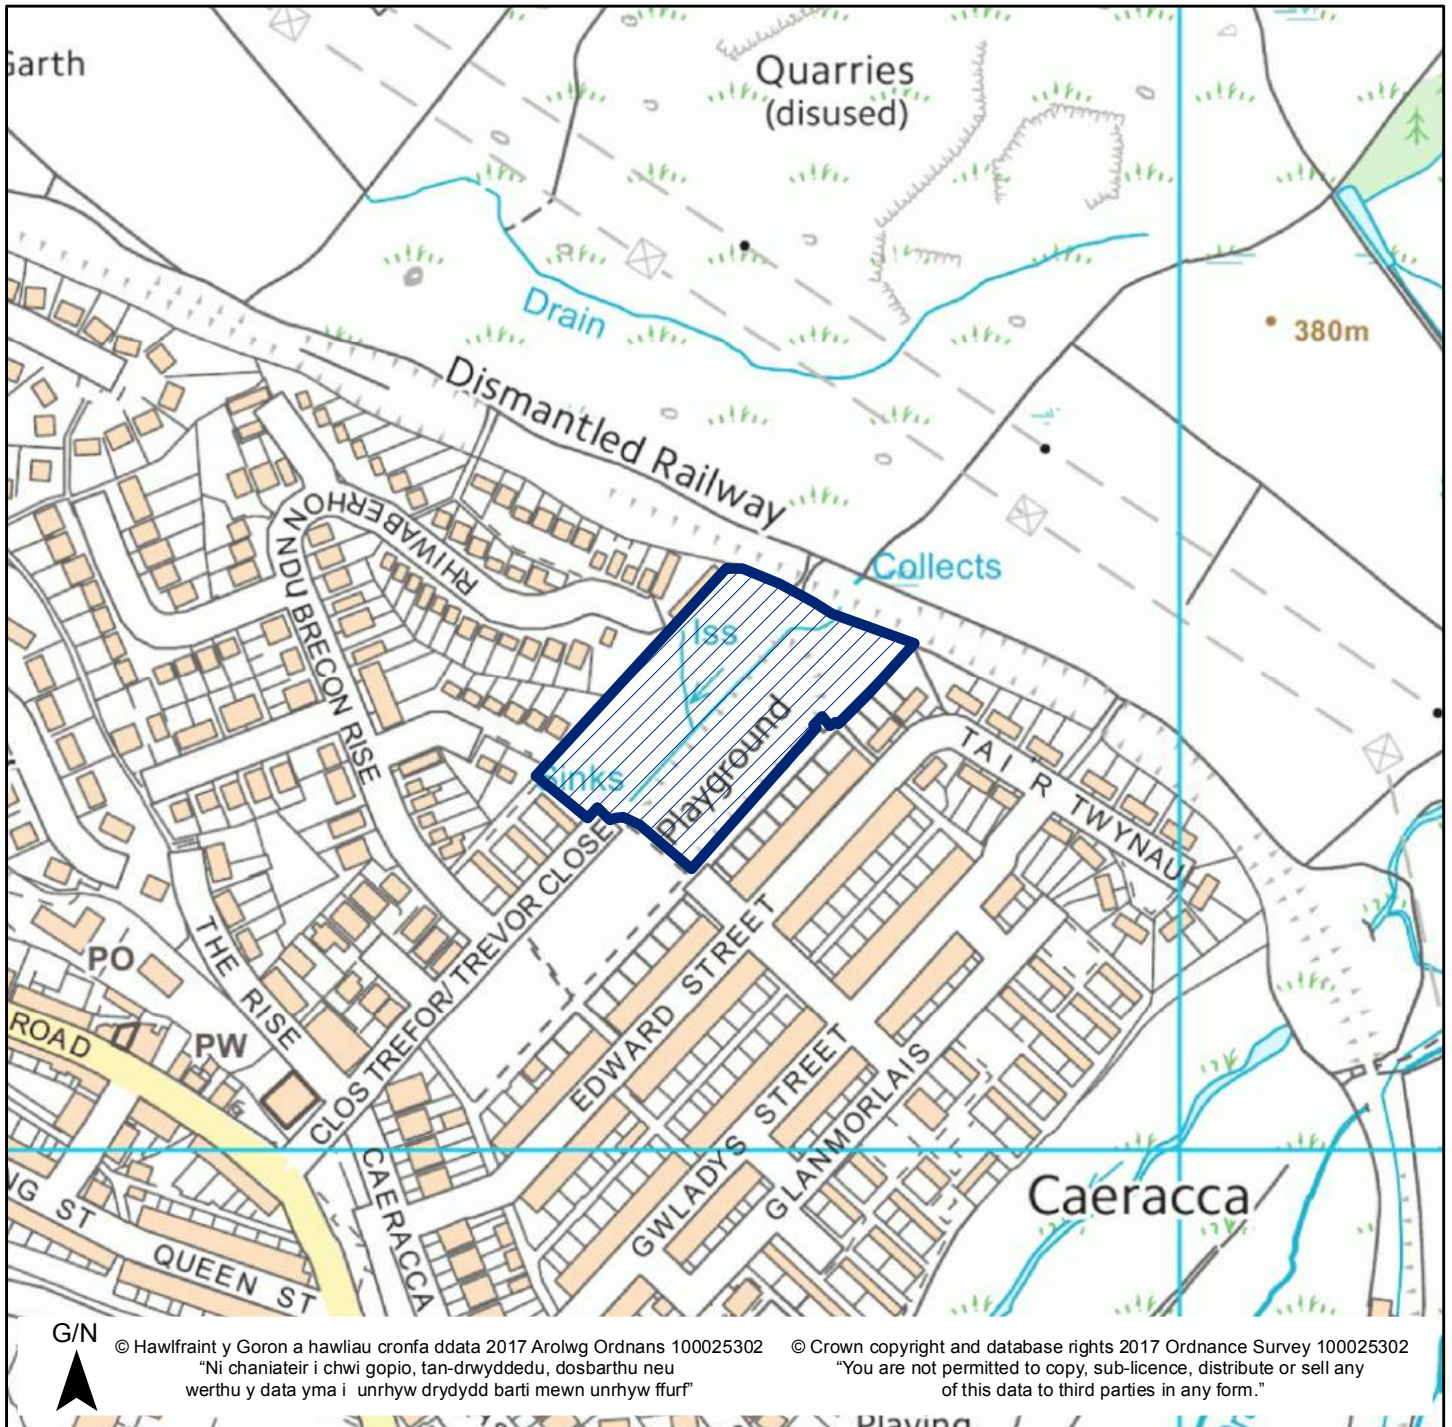 Garth
Quarries
(disused)
Drain
380m
Dismantled Railway
Collects
RHIWABERHONNDU
BRECON RISE
Iss
Sinks
Playground
TAI R TWYNAU
THE RISE
PO
PW
ROAD
CLOS TREFOR/ TREVOR CLOSE
EDWARD STREET
GWLADYS STREET
GLANMORLAIS
CAERACCA
Caeracca
NG ST
QUEEN ST
G/N
© Hawlfraint y Goron a hawliau cronfa ddata 2017 Arolwg Ordnans 100025302
“Ni chaniateir i chwi gopio, tan-drwyddedu, dosbarthu neu
werthu y data yma i unrhyw drydydd barti mewn unrhyw ffurf”
© Crown copyright and database rights 2017 Ordnance Survey 100025302
“You are not permitted to copy, sub-licence, distribute or sell any
of this data to third parties in any form.”
Playing